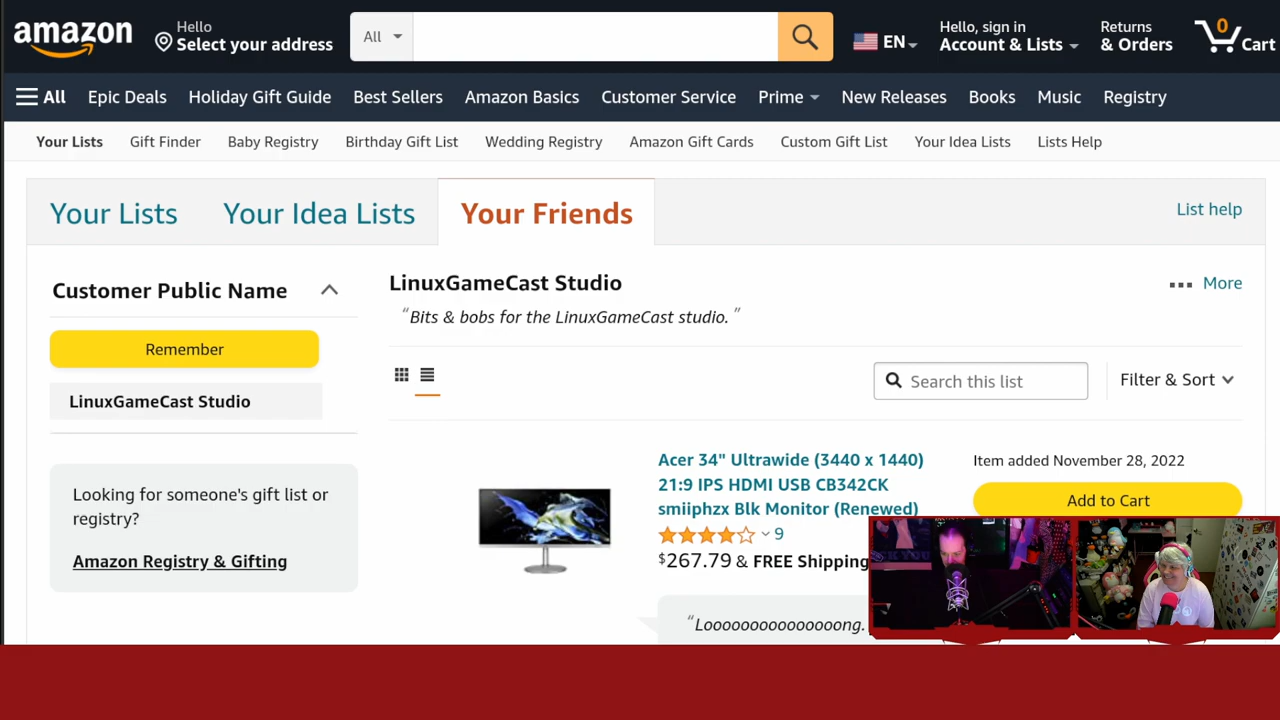 amazon
Hello
Select your address
All
EN
Hello, sign in
Account & Lists
Returns
& Orders
0
Cart
All
Epic Deals
Holiday Gift Guide
Best Sellers
Amazon Basics
Customer Service
Prime
New Releases
Books
Music
Registry
Your Lists
Gift Finder
Baby Registry
Birthday Gift List
Wedding Registry
Amazon Gift Cards
Custom Gift List
Your Idea Lists
Lists Help
Your Lists
Your Idea Lists
Your Friends
List help
Customer Public Name
Remember
LinuxGameCast Studio
Looking for someone's gift list or
registry?
Amazon Registry & Gifting
LinuxGameCast Studio
More
“Bits & bobs for the LinuxGameCast studio. ”
Search this list
Filter & Sort
Acer 34" Ultrawide (3440 x 1440)
21:9 IPS HDMI USB CB342CK
smiiphzx Blk Monitor (Renewed)
9
$267.79 & FREE Shipping
“Looooooooooooooong.
Item added November 28, 2022
Add to Cart